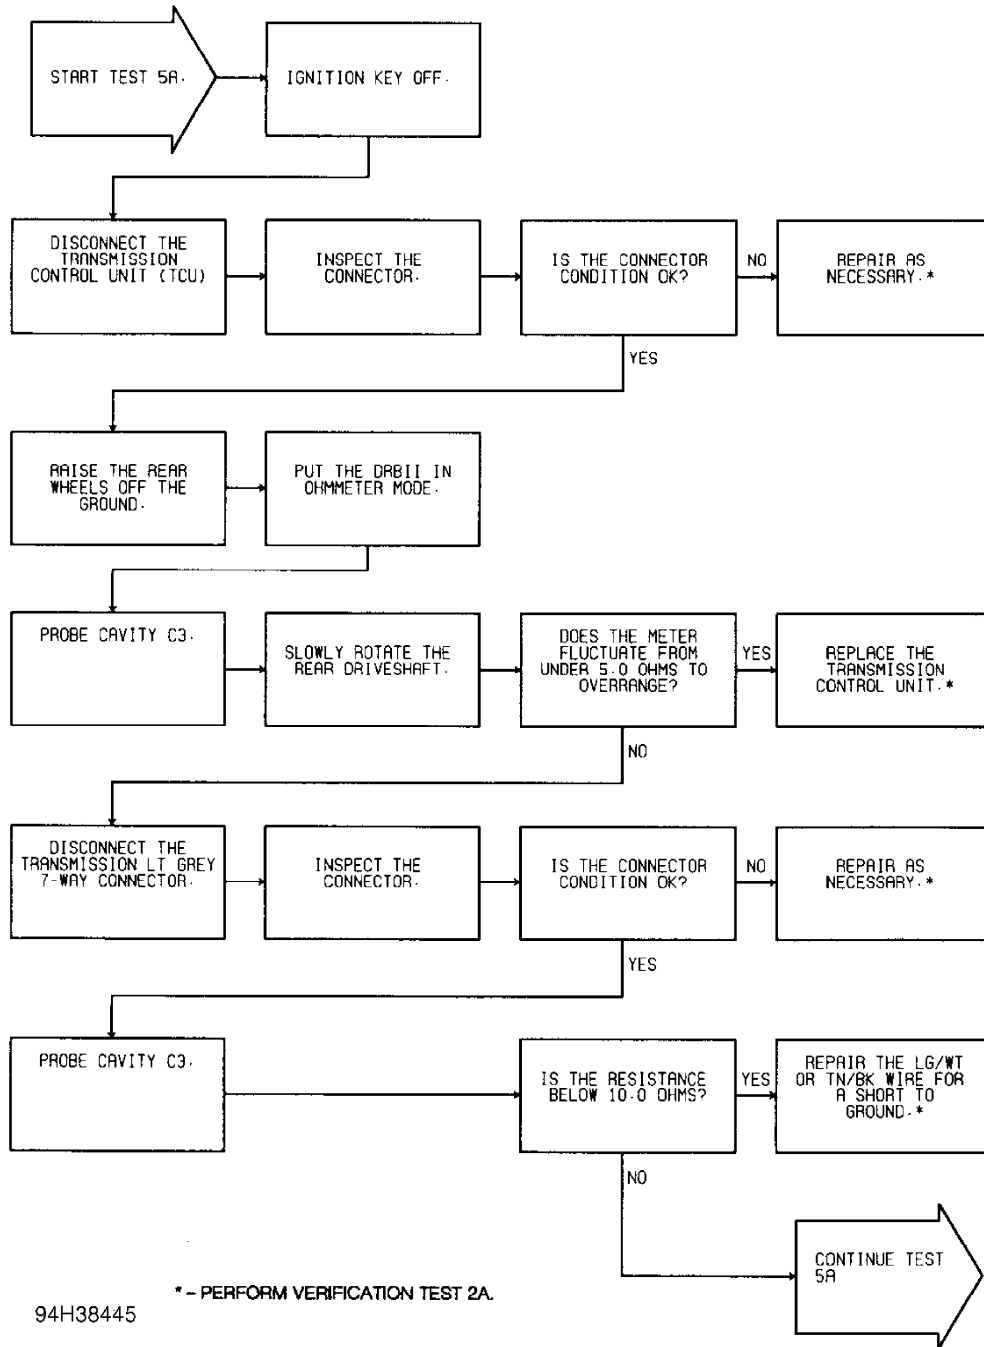 START TEST 5A.
IGNITION KEY OFF.
DISCONNECT THE
TRANSMISSION
CONTROL UNIT (TCU)
INSPECT THE
CONNECTOR.
IS THE CONNECTOR
CONDITION OK?
NO
REPAIR AS
NECESSARY.*
YES
RAISE THE REAR
WHEELS OFF THE
GROUND.
PUT THE DRBII IN
OHMMETER MODE.
PROBE CAVITY C3.
SLOWLY ROTATE THE
REAR DRIVESHAFT.
DOES THE METER
FLUCTUATE FROM
UNDER 5.0 OHMS TO
OVERRANGE?
YES
REPLACE THE
TRANSMISSION
CONTROL UNIT.*
NO
DISCONNECT THE
TRANSMISSION LT GREY
7-WAY CONNECTOR.
INSPECT THE
CONNECTOR.
IS THE CONNECTOR
CONDITION OK?
NO
REPAIR AS
NECESSARY.*
YES
PROBE CAVITY C3.
IS THE RESISTANCE
BELOW 10.0 OHMS?
YES
REPAIR THE LG/WT
OR TN/BK WIRE FOR
A SHORT TO
GROUND.*
NO
CONTINUE TEST
5A
* - PERFORM VERIFICATION TEST 2A.
94H38445